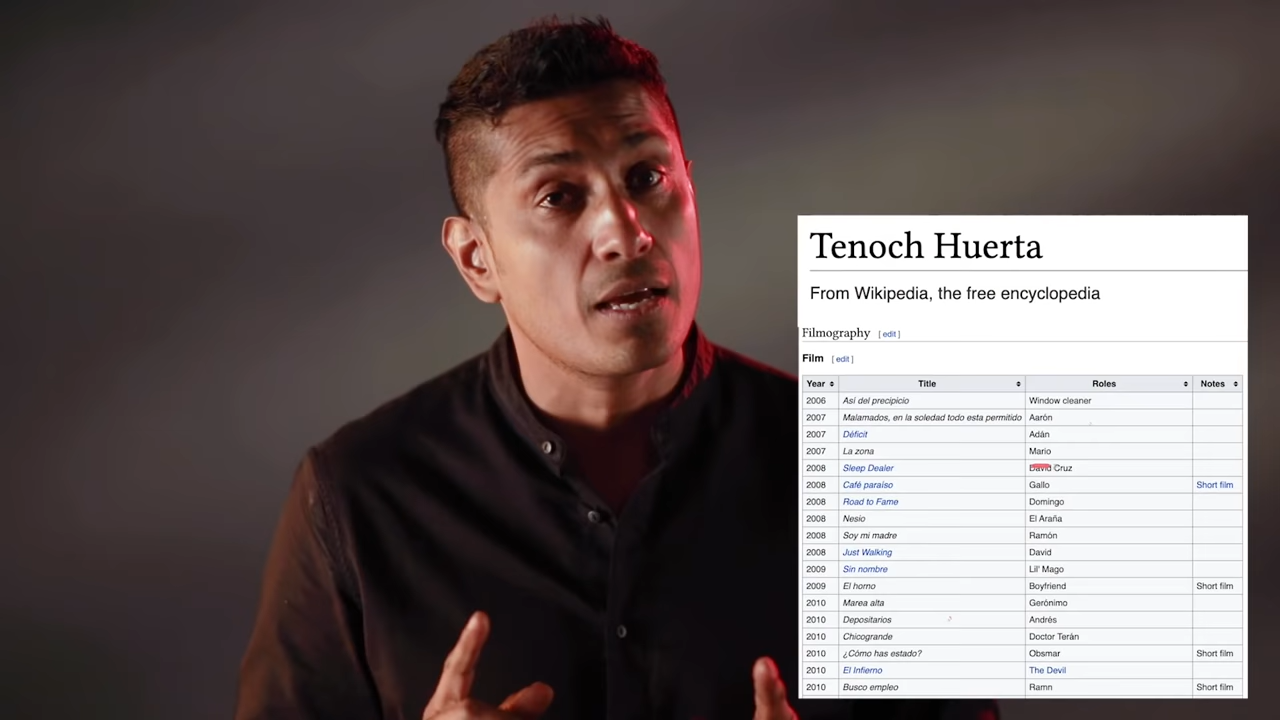 Tenoch Huerta
From Wikipedia, the free encyclopedia
Filmography [ edit ]
Film [ edit ]
Year Title Roles Notes
2006 Asi del precipicio Window cleaner
2007 Malamados, en la soledad todo esta permitido Aarón
2007 Déficit Adán
2007 La zona Mario
2008 Sleep Dealer David Cruz
2008 Café paraíso Gallo Short film
2008 Road to Fame Domingo
2008 Nesio El Araña
2008 Soy mi madre Ramón
2008 Just Walking David
2009 Sin nombre Lil' Mago
2009 El horno Boyfriend Short film
2010 Marea alta Gerónimo
2010 Depositarios Andrés
2010 Chicogrande Doctor Terán
2010 ¿Cómo has estado? Obsmar Short film
2010 El Infierno The Devil
2010 Busco empleo Ramn Short film